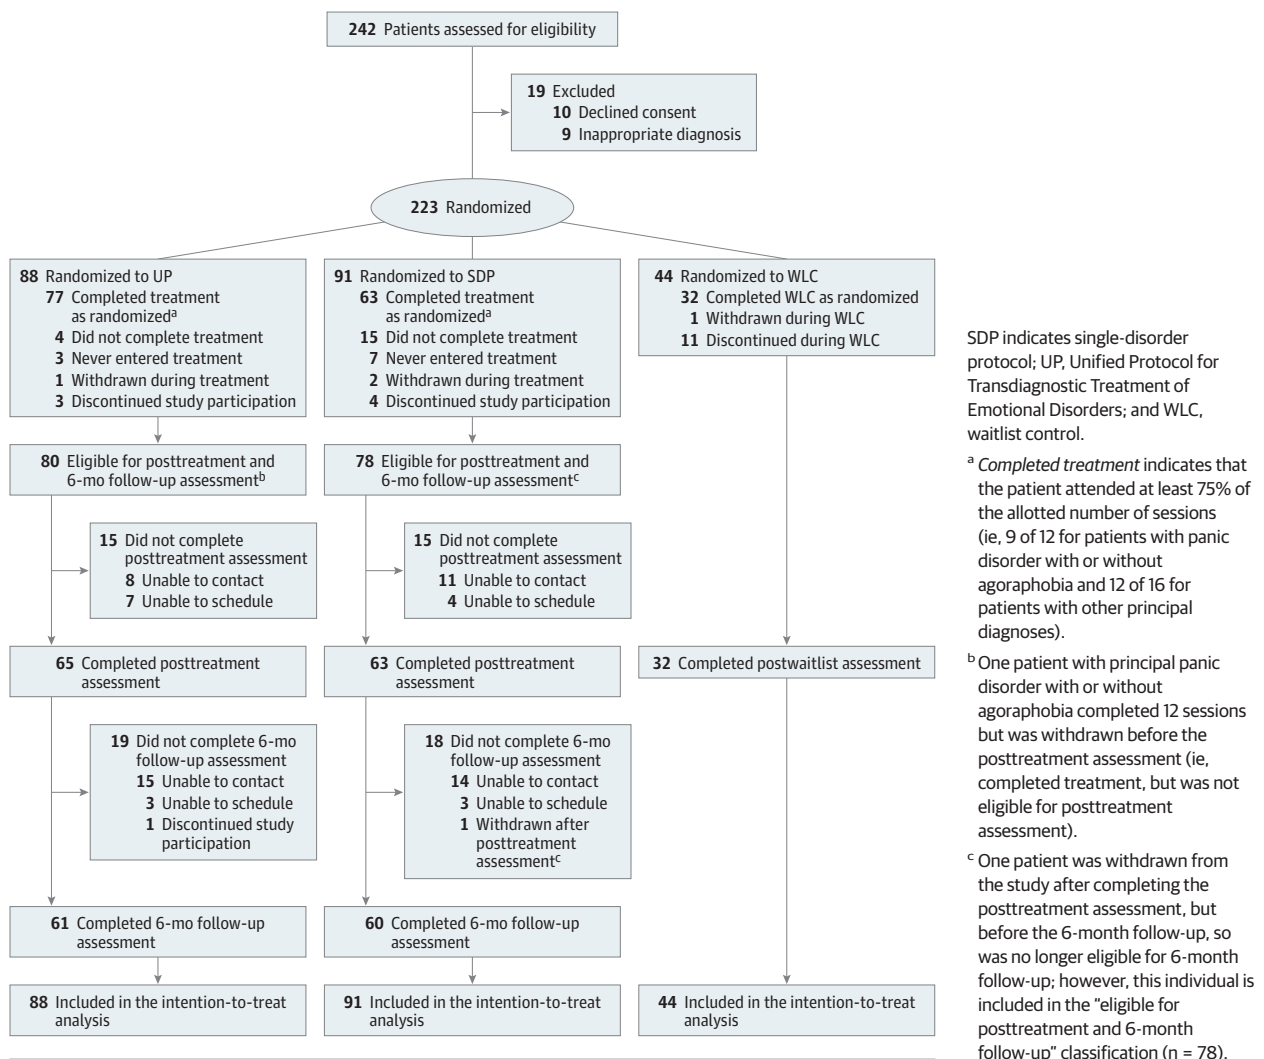 242 Patients assessed for eligibility
19 Excluded
10 Declined consent
9 Inappropriate diagnosis
223 Randomized
88 Randomized to UP
77 Completed treatment
as randomizedª
4 Did not complete treatment
3 Never entered treatment
1 Withdrawn during treatment
3 Discontinued study participation
91 Randomized to SDP
63 Completed treatment
as randomizedª
15 Did not complete treatment
7 Never entered treatment
2 Withdrawn during treatment
4 Discontinued study participation
44 Randomized to WLC
32 Completed WLC as randomized
1 Withdrawn during WLC
11 Discontinued during WLC
80 Eligible for posttreatment and
6-mo follow-up assessmentᵇ
78 Eligible for posttreatment and
6-mo follow-up assessmentᶜ
15 Did not complete
posttreatment assessment
8 Unable to contact
7 Unable to schedule
15 Did not complete
posttreatment assessment
11 Unable to contact
4 Unable to schedule
65 Completed posttreatment
assessment
63 Completed posttreatment
assessment
32 Completed postwaitlist assessment
19 Did not complete 6-mo
follow-up assessment
15 Unable to contact
3 Unable to schedule
1 Discontinued study
participation
18 Did not complete 6-mo
follow-up assessment
14 Unable to contact
3 Unable to schedule
1 Withdrawn after
posttreatment
assessmentᶜ
61 Completed 6-mo follow-up
assessment
60 Completed 6-mo follow-up
assessment
88 Included in the intention-to-treat
analysis
91 Included in the intention-to-treat
analysis
44 Included in the intention-to-treat
analysis
SDP indicates single-disorder
protocol; UP, Unified Protocol for
Transdiagnostic Treatment of
Emotional Disorders; and WLC,
waitlist control.
ª Completed treatment indicates that
the patient attended at least 75% of
the allotted number of sessions
(ie, 9 of 12 for patients with panic
disorder with or without
agoraphobia and 12 of 16 for
patients with other principal
diagnoses).
ᵇ One patient with principal panic
disorder with or without
agoraphobia completed 12 sessions
but was withdrawn before the
posttreatment assessment (ie,
completed treatment, but was not
eligible for posttreatment
assessment).
ᶜ One patient was withdrawn from
the study after completing the
posttreatment assessment, but
before the 6-month follow-up, so
was no longer eligible for 6-month
follow-up; however, this individual is
included in the "eligible for
posttreatment and 6-month
follow-up" classification (n = 78).